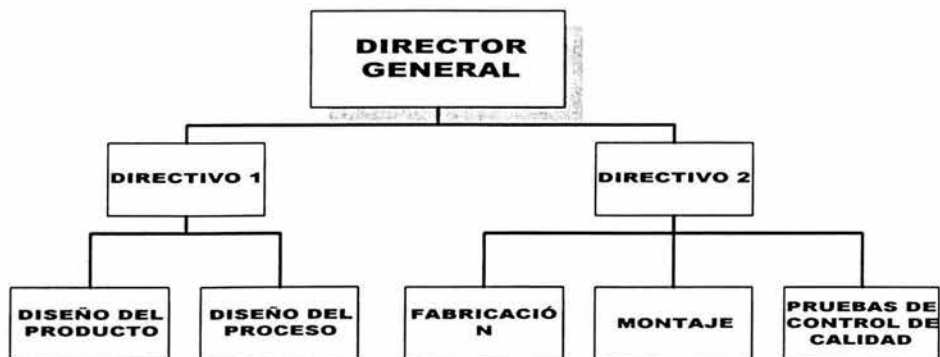 DIRECTOR
GENERAL
DIRECTIVO 1
DIRECTIVO 2
DISEÑO DEL
PRODUCTO
DISEÑO DEL
PROCESO
FABRICACIÓ
N
MONTAJE
PRUEBAS DE
CONTROL DE
CALIDAD